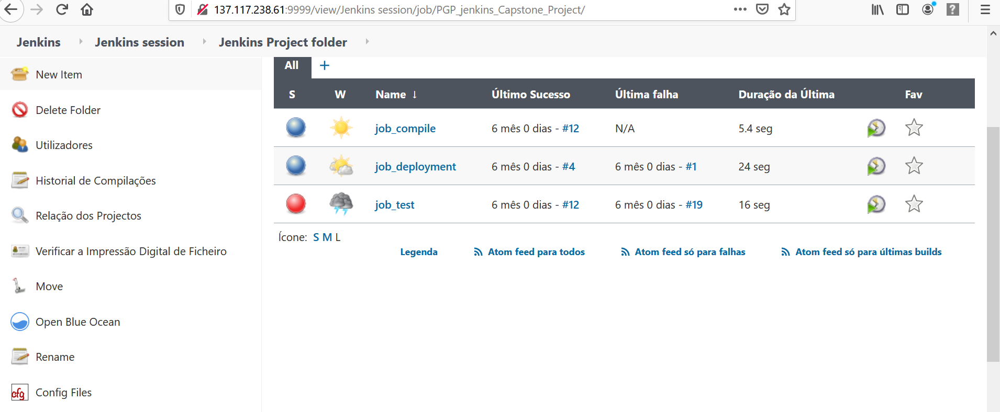 137.117.238.61:9999/view/Jenkins session/job/PGP_jenkins_Capstone_Project/
Jenkins Jenkins session Jenkins Project folder
New Item
Delete Folder
Utilizadores
Historial de Compilações
Relação dos Projectos
Verificar a Impressão Digital de Ficheiro
Move
Open Blue Ocean
Rename
cfg Config Files
All +
S W Name ↓ Último Sucesso Última falha Duração da Última Fav
job_compile 6 mês 0 dias - #12 N/A 5.4 seg
job_deployment 6 mês 0 dias - #4 6 mês 0 dias - #1 24 seg
job_test 6 mês 0 dias - #12 6 mês 0 dias - #19 16 seg
Ícone: S M L
Legenda Atom feed para todos Atom feed só para falhas Atom feed só para últimas builds